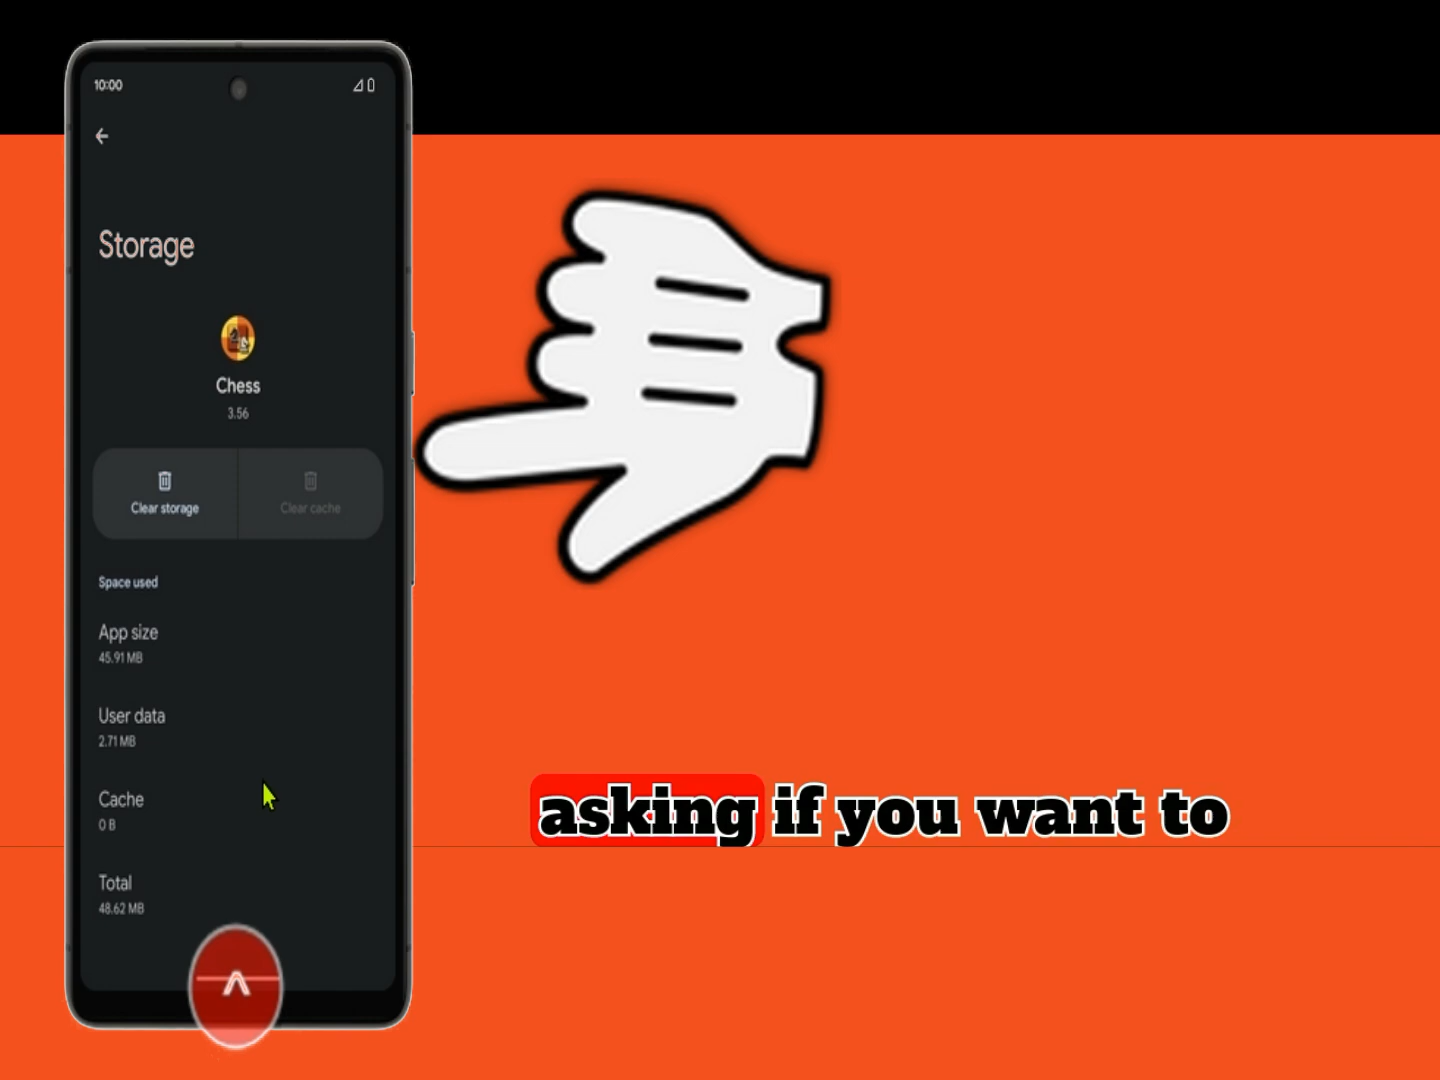 10:00
Storage
Chess
3.56
Clear storage
Clear cache
Space used
App size
45.91 MB
User data
2.71 MB
Cache
0 B
Total
48.62 MB
asking if you want to